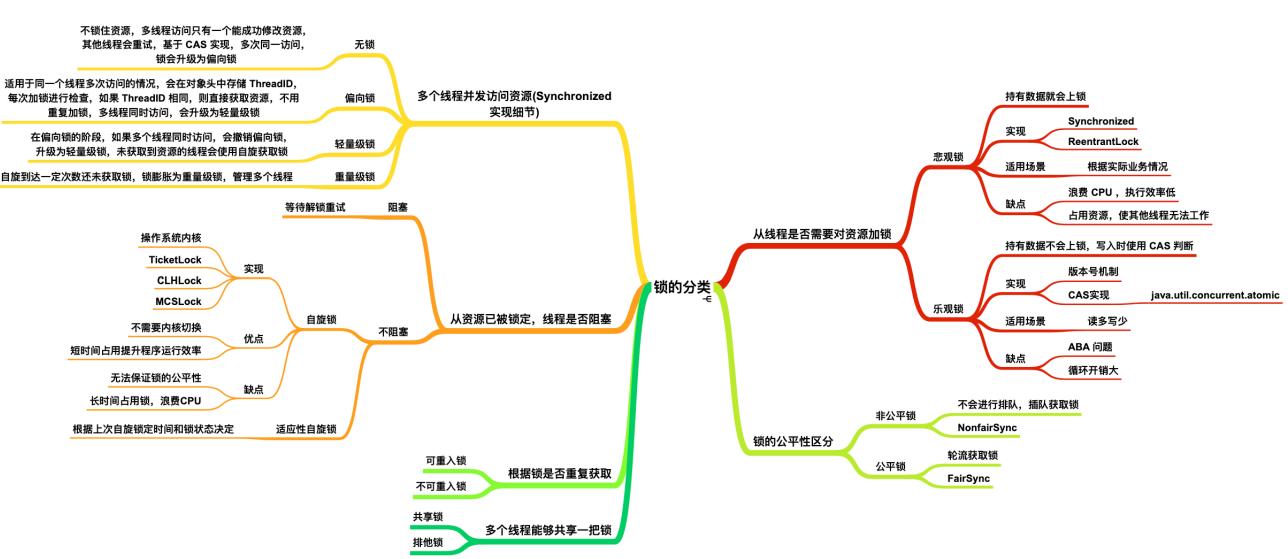 锁的分类
多个线程并发访问资源(Synchronized
实现细节)
无锁
不锁住资源，多线程访问只有一个能成功修改资源，
其他线程会重试，基于 CAS 实现，多次同一访问，
锁会升级为偏向锁
偏向锁
适用于同一个线程多次访问的情况，会在对象头中存储 ThreadID，
每次加锁进行检查，如果 ThreadID 相同，则直接获取资源，不用
重复加锁，多线程同时访问，会升级为轻量级锁
轻量级锁
在偏向锁的阶段，如果多个线程同时访问，会撤销偏向锁，
升级为轻量级锁，未获取到资源的线程会使用自旋获取锁
重量级锁
自旋到达一定次数还未获取锁，锁膨胀为重量级锁，管理多个线程
从资源已被锁定，线程是否阻塞
阻塞
等待解锁重试
不阻塞
自旋锁
实现
操作系统内核
TicketLock
CLHLock
MCSLock
优点
不需要内核切换
短时间占用提升程序运行效率
缺点
无法保证锁的公平性
长时间占用锁，浪费CPU
适应性自旋锁
根据上次自旋锁定时间和锁状态决定
根据锁是否重复获取
可重入锁
不可重入锁
多个线程能够共享一把锁
共享锁
排他锁
从线程是否需要对资源加锁
悲观锁
持有数据就会上锁
实现
Synchronized
ReentrantLock
适用场景
根据实际业务情况
缺点
浪费 CPU ，执行效率低
占用资源，使其他线程无法工作
乐观锁
持有数据不会上锁，写入时使用 CAS 判断
实现
版本号机制
CAS实现
java.util.concurrent.atomic
适用场景
读多写少
缺点
ABA 问题
循环开销大
锁的公平性区分
非公平锁
不会进行排队，插队获取锁
NonfairSync
公平锁
轮流获取锁
FairSync